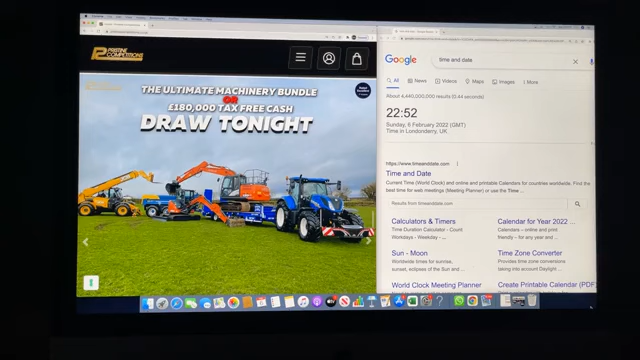 PRISTINE
COMPETITIONS
THE ULTIMATE MACHINERY BUNDLE
OR
£180,000 TAX FREE CASH
DRAW TONIGHT
Google
time and date
All
News
Videos
Maps
Images
More
About 4,440,000,000 results (0.44 seconds)
22:52
Sunday, 6 February 2022 (GMT)
Time in Londonderry, UK
https://www.timeanddate.com
Time and Date
Current Time (World Clock) and online and printable Calendars for countries worldwide. Find the
best time for web meetings (Meeting Planner) or use the Time ...
Results from timeanddate.com
Calculators & Timers
Time Duration Calculator - Count
Workdays - Weekday - ...
Calendar for Year 2022 ...
Calendars – online and print
friendly – for any year and ...
Sun - Moon
Worldwide times for sunrise,
sunset, eclipses of the Sun and ...
Time Zone Converter
Provides time zone conversions
taking into account Daylight ...
World Clock Meeting Planner
Create Printable Calendar (PDF)